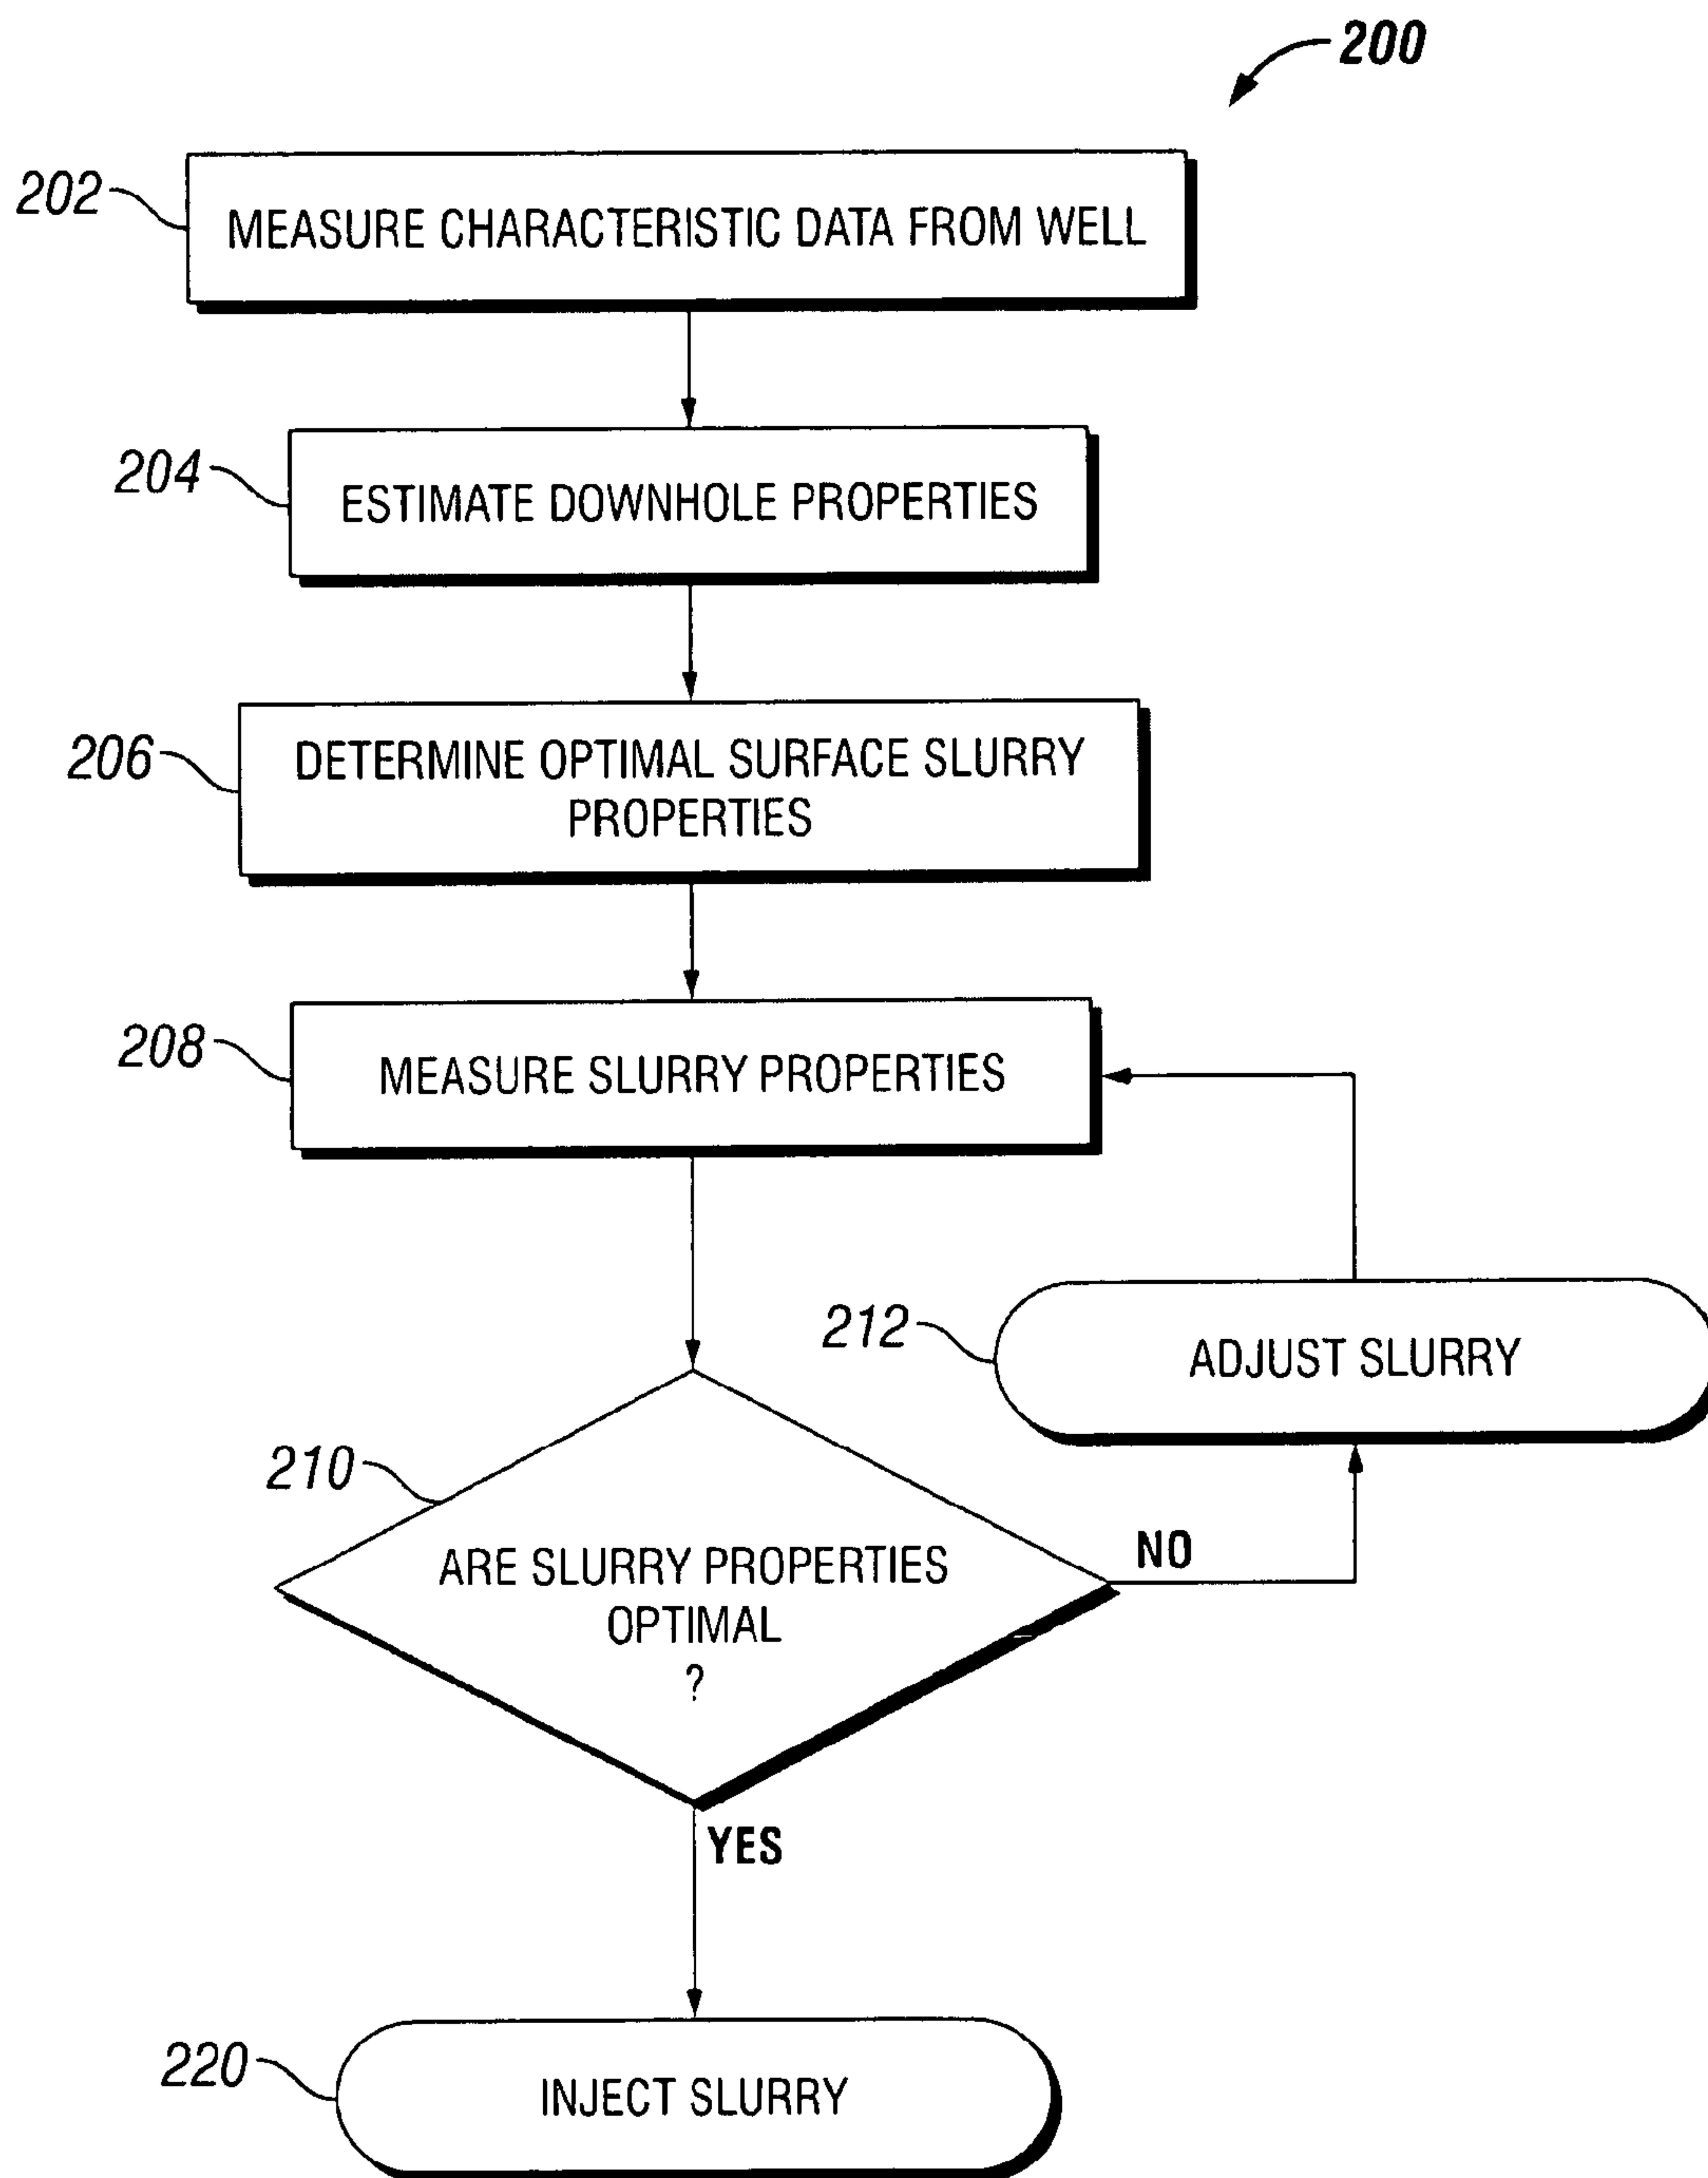 200
202
MEASURE CHARACTERISTIC DATA FROM WELL
204
ESTIMATE DOWNHOLE PROPERTIES
206
DETERMINE OPTIMAL SURFACE SLURRY
PROPERTIES
208
MEASURE SLURRY PROPERTIES
212
ADJUST SLURRY
210
ARE SLURRY PROPERTIES
OPTIMAL
?
NO
YES
220
INJECT SLURRY